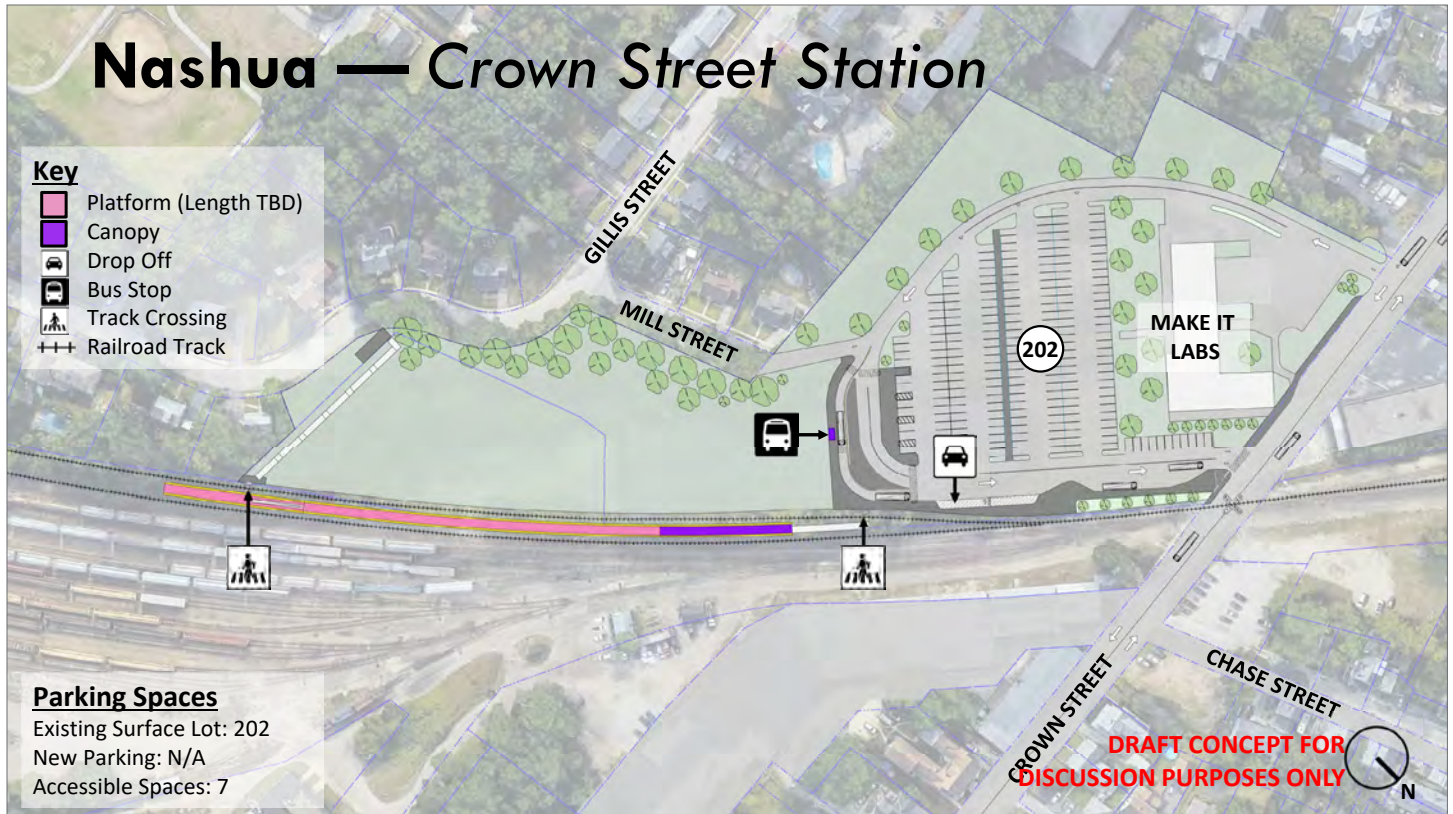 Nashua — Crown Street Station
Key
Platform (Length TBD)
Canopy
Drop Off
Bus Stop
Track Crossing
Railroad Track
GILLIS STREET
MILL STREET
202
MAKE IT
LABS
CROWN STREET
CHASE STREET
Parking Spaces
Existing Surface Lot: 202
New Parking: N/A
Accessible Spaces: 7
DRAFT CONCEPT FOR
DISCUSSION PURPOSES ONLY
N